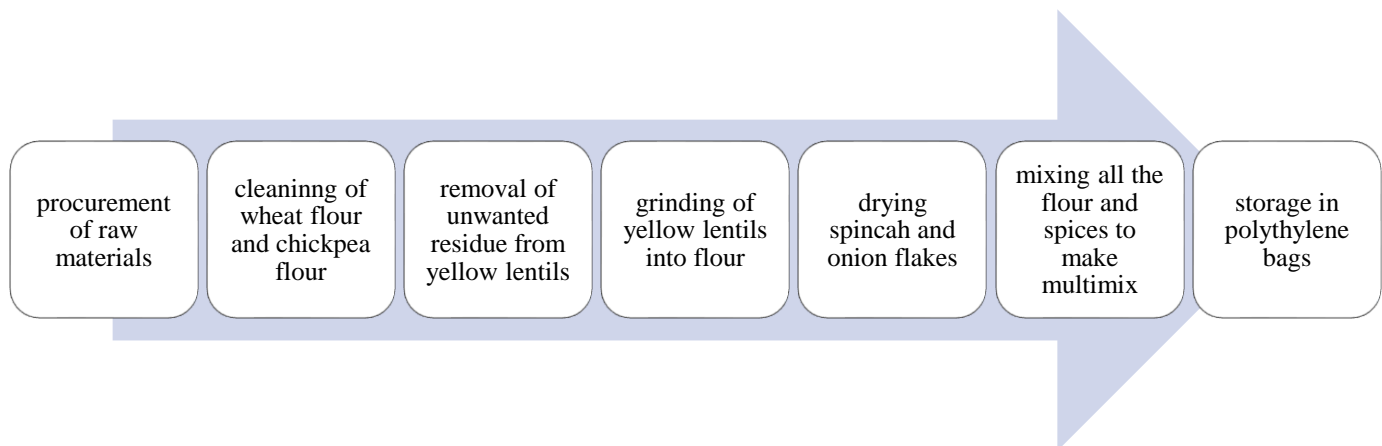 procurement
of raw
materials
cleaninng of
wheat flour
and chickpea
flour
removal of
unwanted
residue from
yellow lentils
grinding of
yellow lentils
into flour
drying
spincah and
onion flakes
mixing all the
flour and
spices to
make
multimix
storage in
polythylene
bags